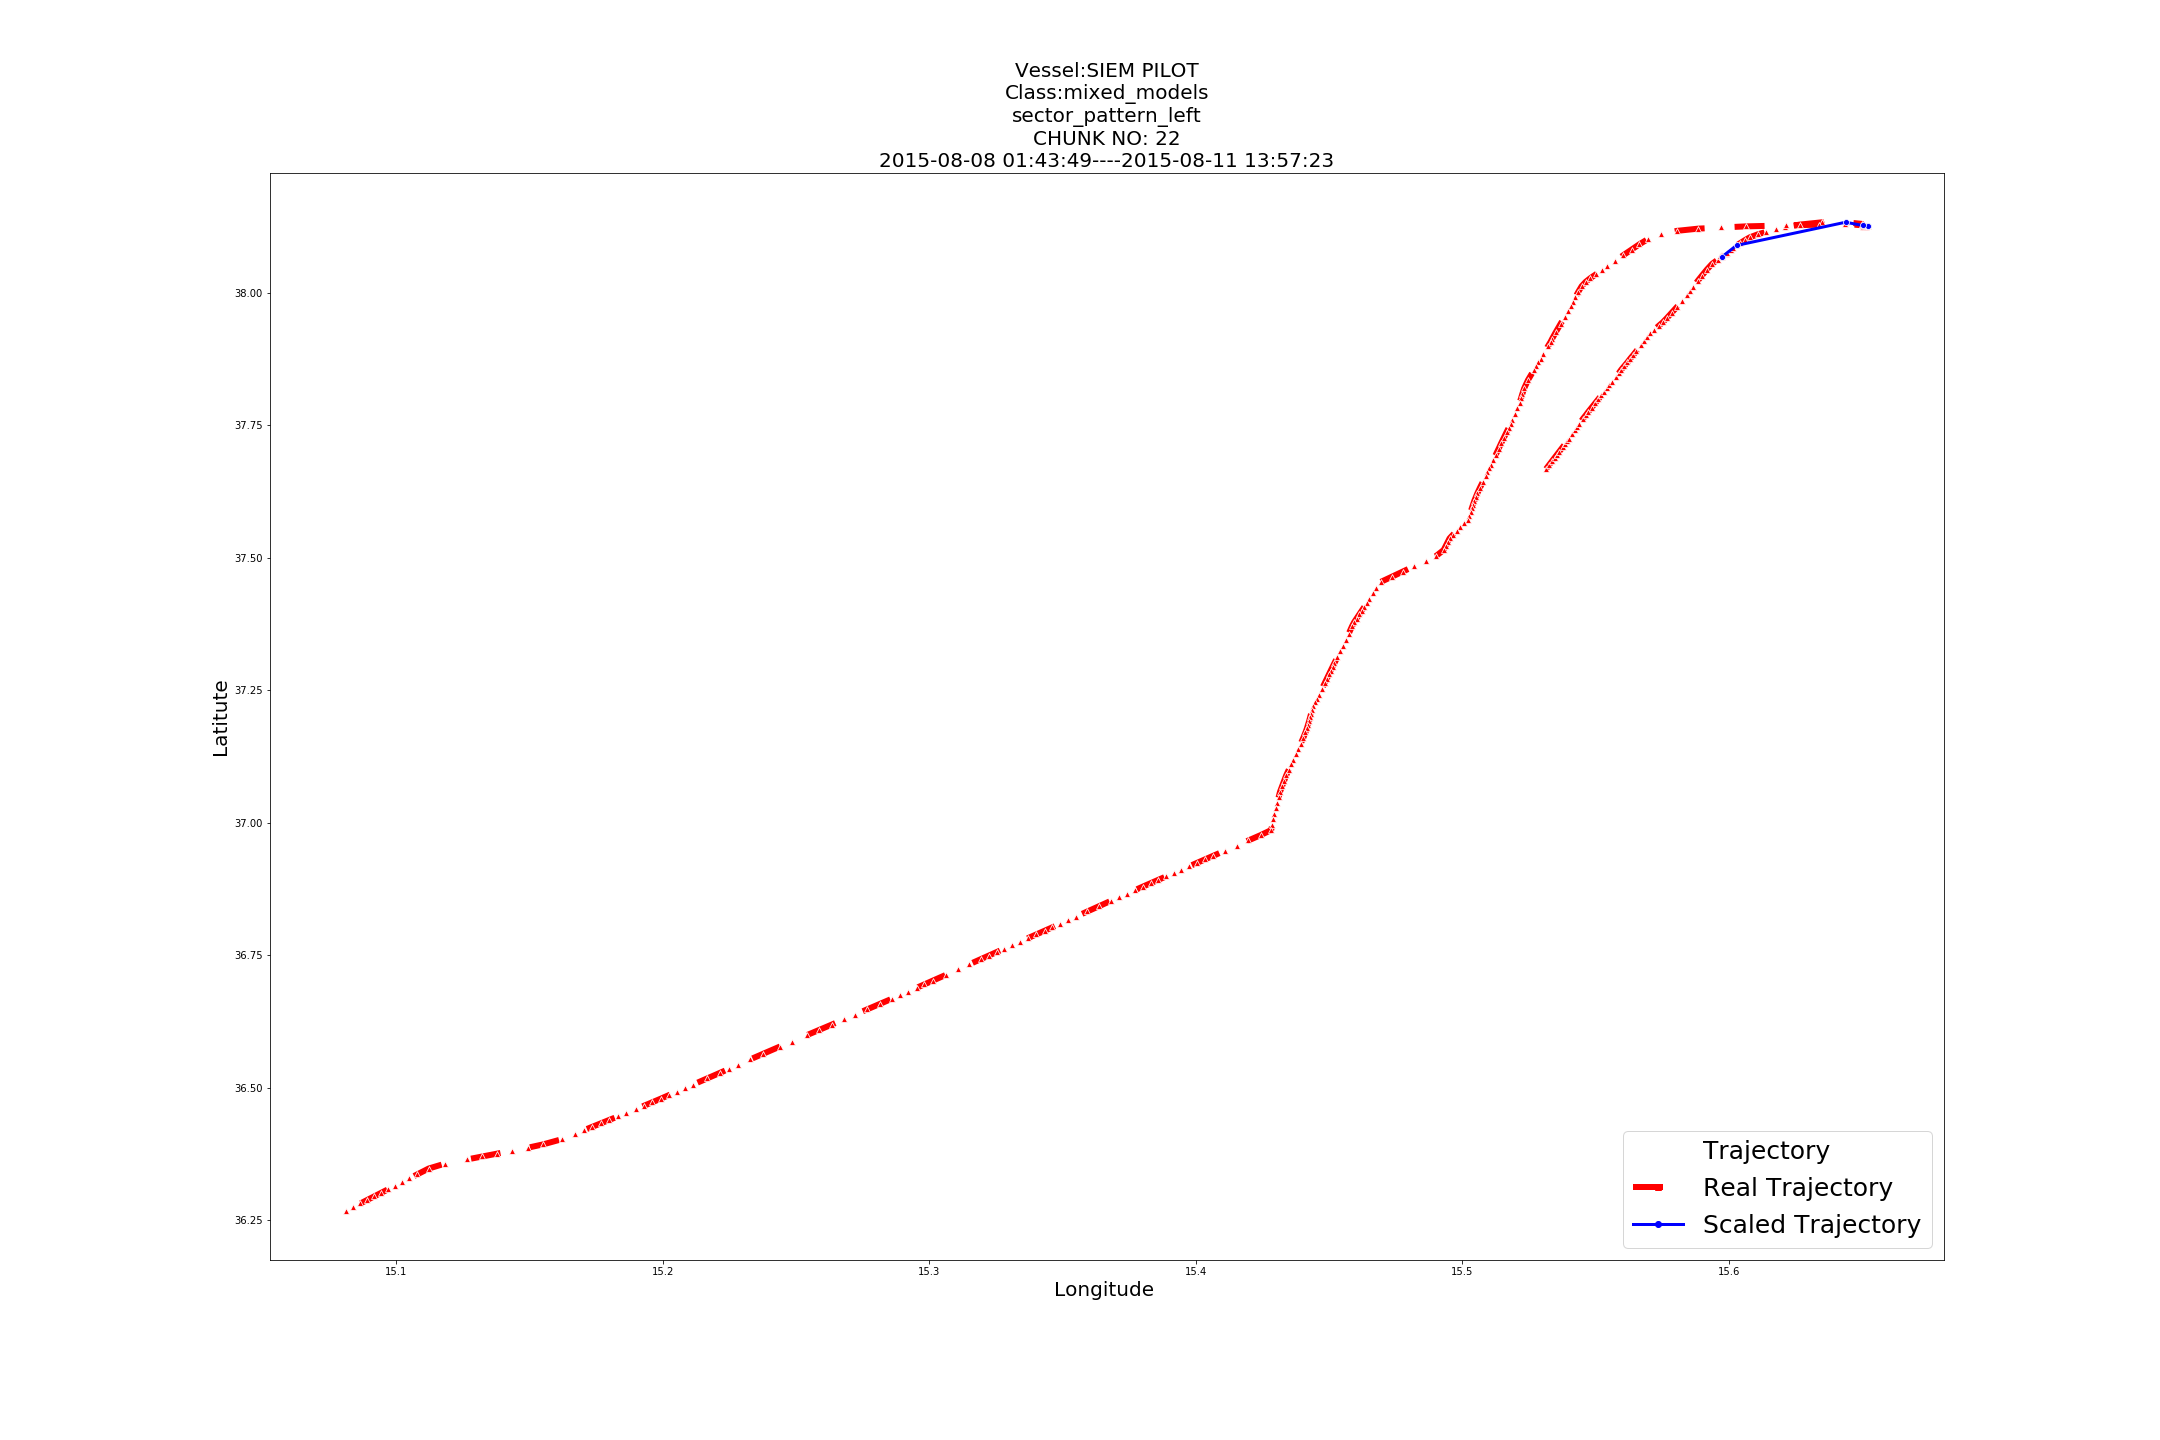 Vessel:SIEM PILOT
Class:mixed_models
sector_pattern_left
CHUNK NO: 22
2015-08-08 01:43:49----2015-08-11 13:57:23
Latitute
38.00
37.75
37.50
37.25
37.00
36.75
36.50
36.25
15.1 15.2 15.3 15.4 15.5 15.6
Longitude
Trajectory
Real Trajectory
Scaled Trajectory